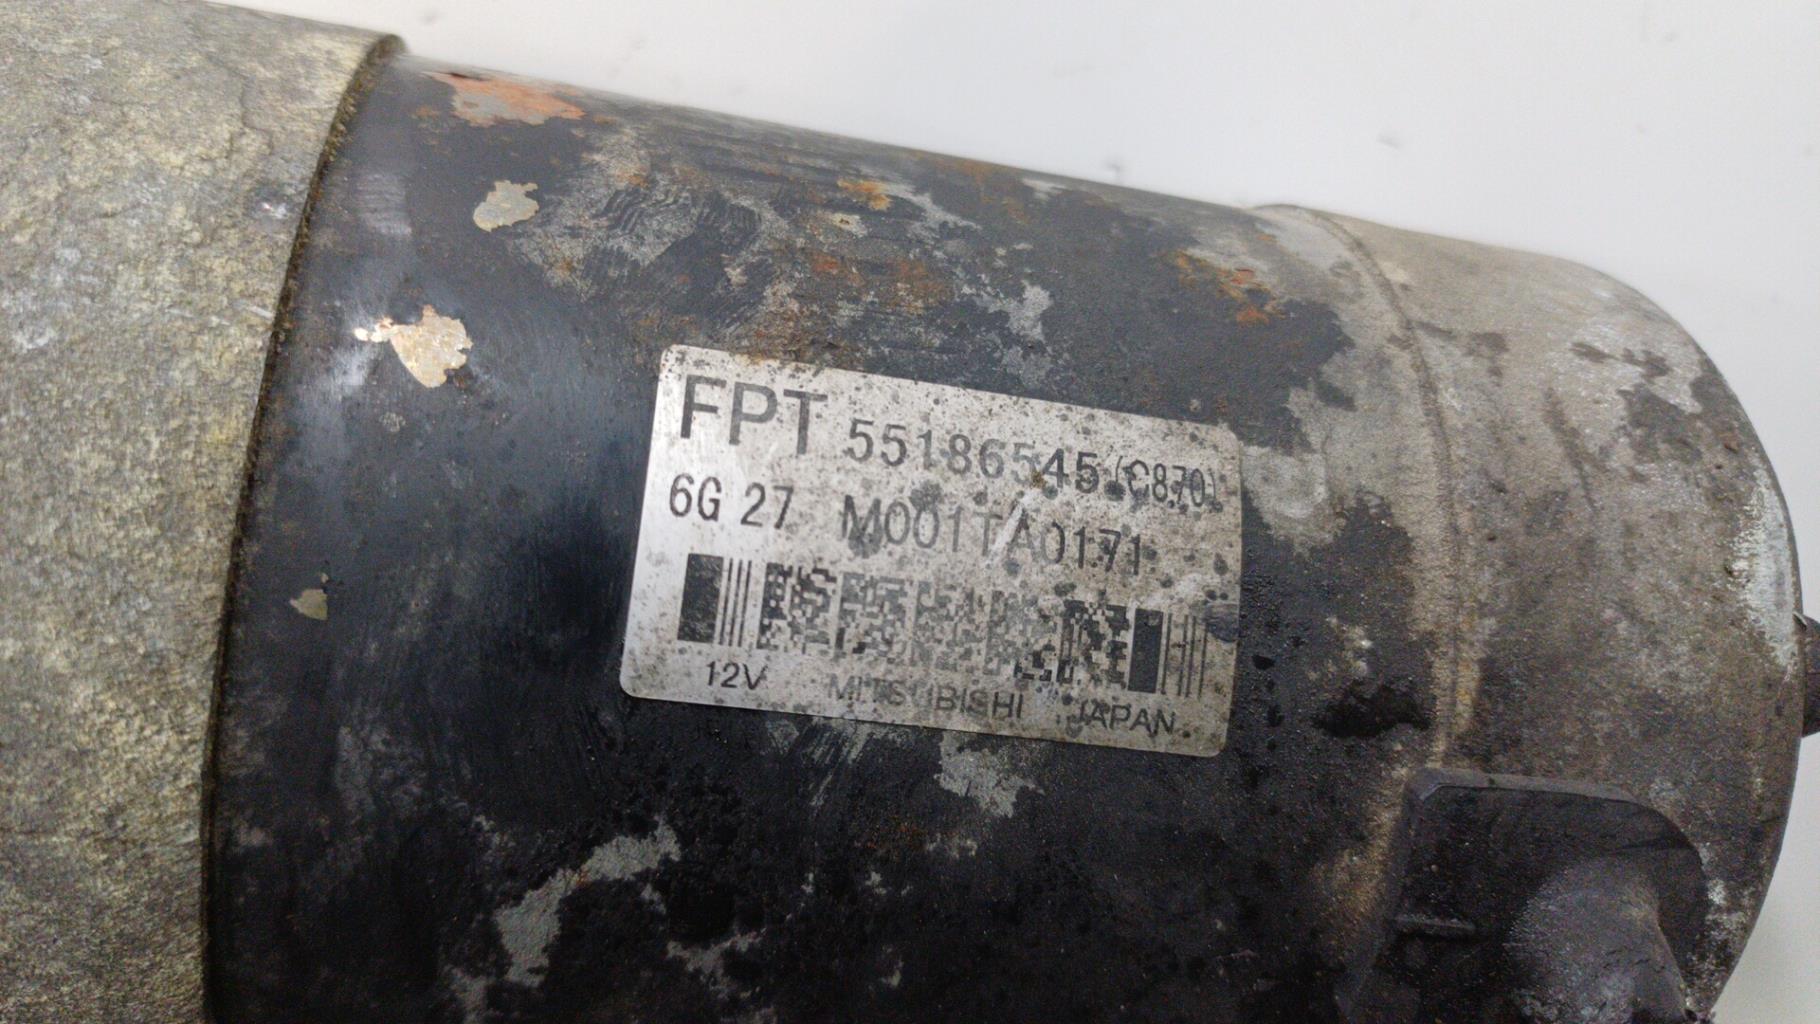 FPT 55186545 (C870)
6G 27 M001TA0171
12V MITSUBISHI JAPAN